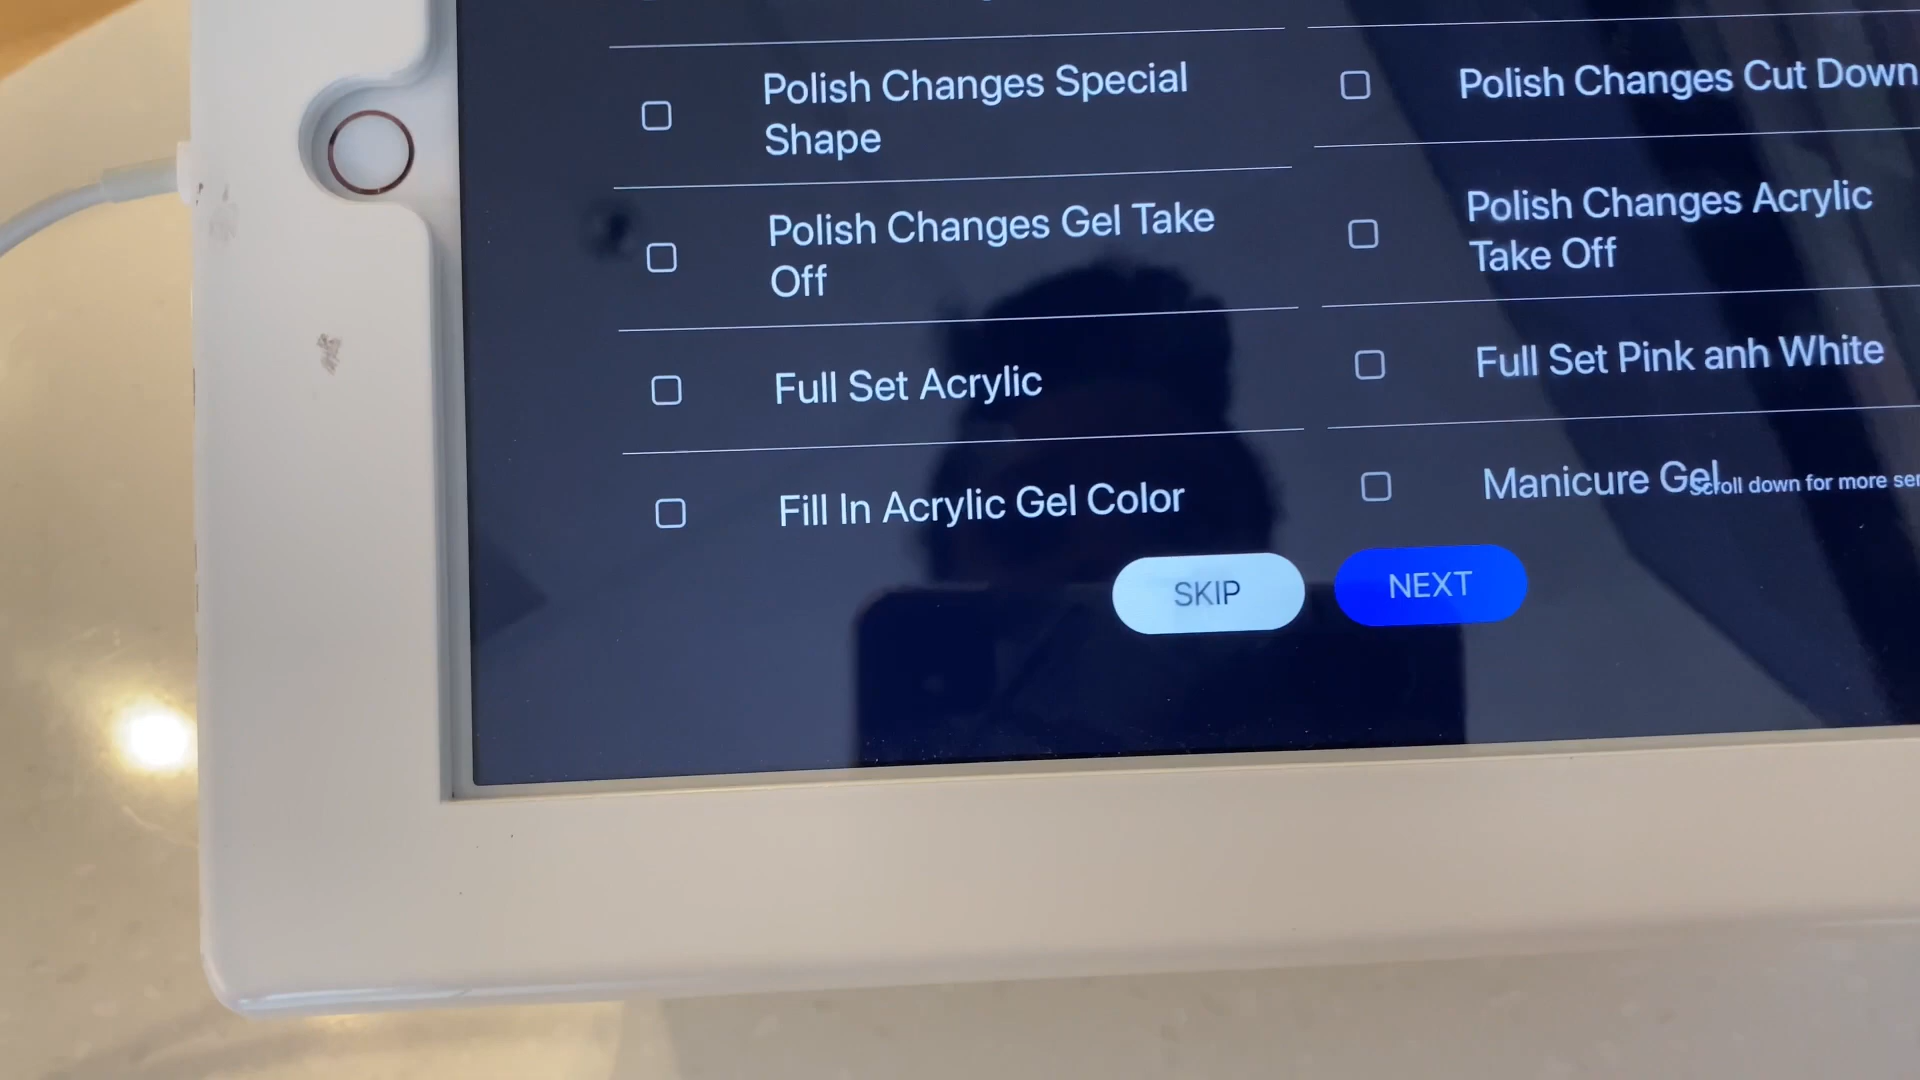 Polish Changes Special
Shape
Polish Changes Cut Down
Polish Changes Gel Take
Off
Polish Changes Acrylic
Take Off
Full Set Acrylic
Full Set Pink anh White
Fill In Acrylic Gel Color
Manicure Gel
Scroll down for more
SKIP
NEXT